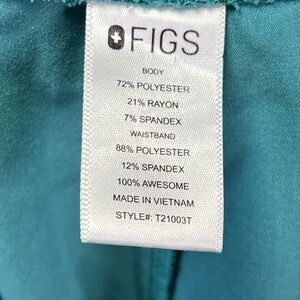 FIGS
BODY
72% POLYESTER
21% RAYON
7% SPANDEX
WAISTBAND
88% POLYESTER
12% SPANDEX
100% AWESOME
MADE IN VIETNAM
STYLE#: T21003T